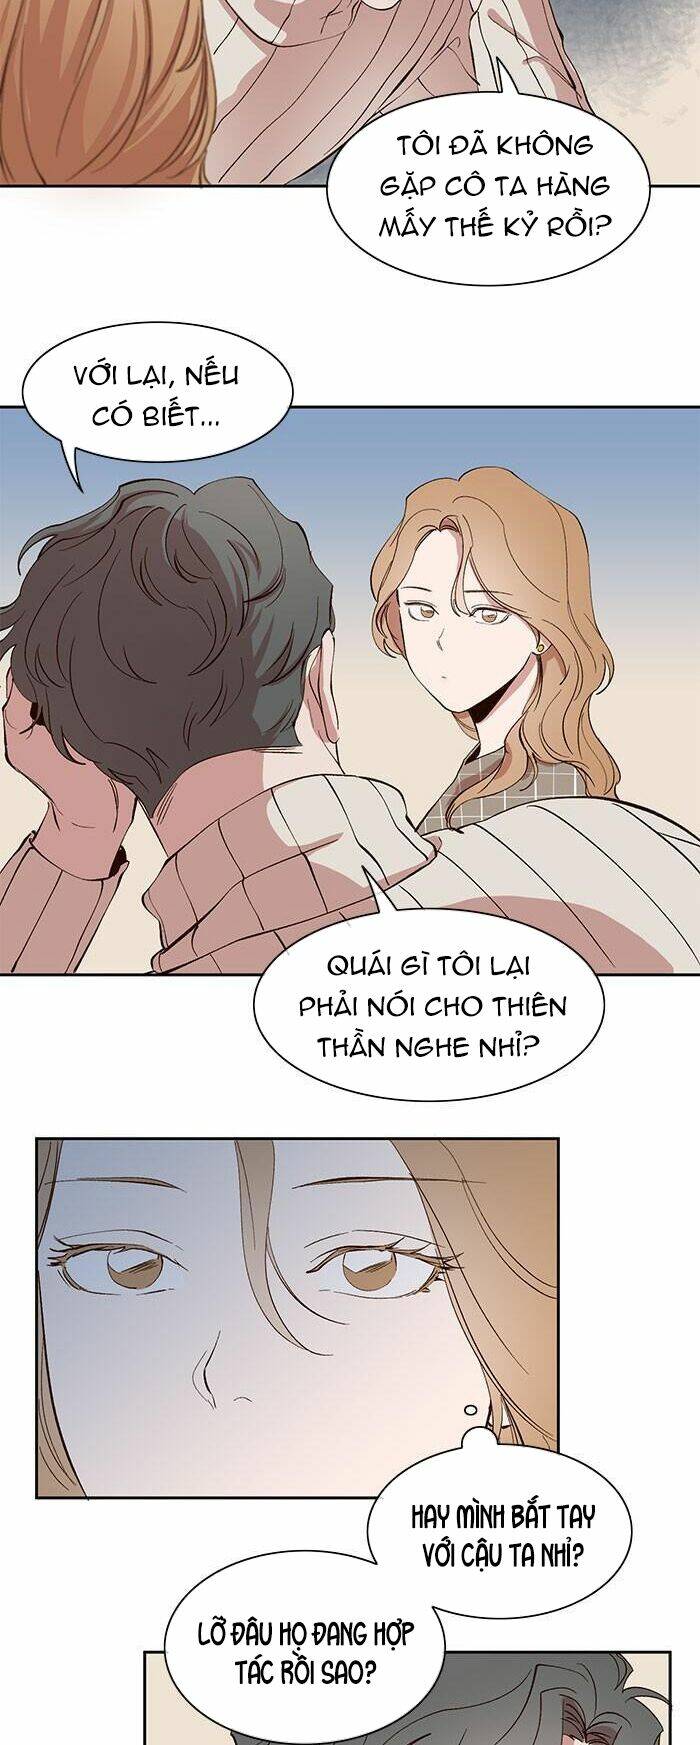 TÔI ĐÃ KHÔNG
GẶP CÔ TA HÀNG
MẤY THẾ KỶ RỒI?
VỚI LẠI, NẾU
CÓ BIẾT...
QUÁI GÌ TÔI LẠI
PHẢI NÓI CHO THIÊN
THẦN NGHE NHỈ?
HAY MÌNH BẮT TAY
VỚI CẬU TA NHỈ?
LỠ ĐÂU HỌ ĐANG HỢP
TÁC RỒI SAO?